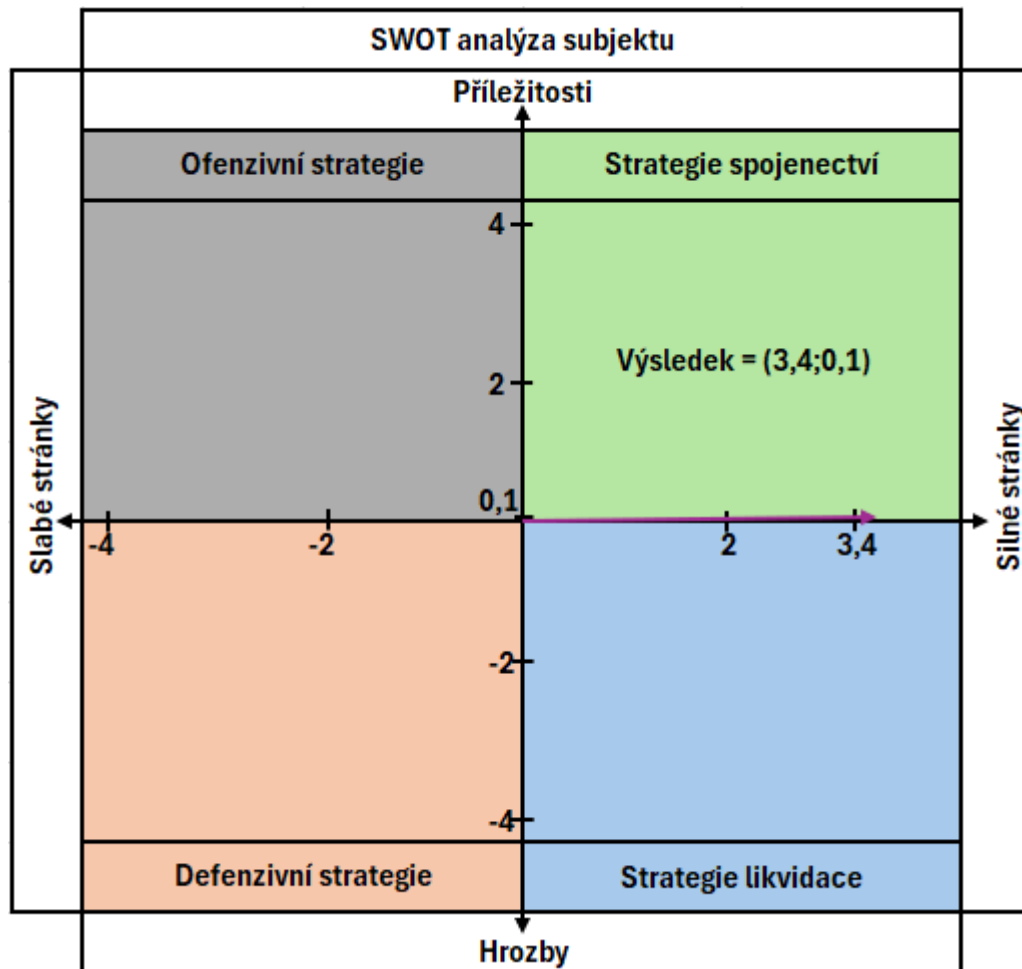 SWOT analýza subjektu
Příležitosti
Ofenzivní strategie
Strategie spojenectví
4
Výsledek = (3,4;0,1)
2
Slabé stránky
0,1
Silné stránky
-4
-2
2
3,4
-2
-4
Defenzivní strategie
Strategie likvidace
Hrozby